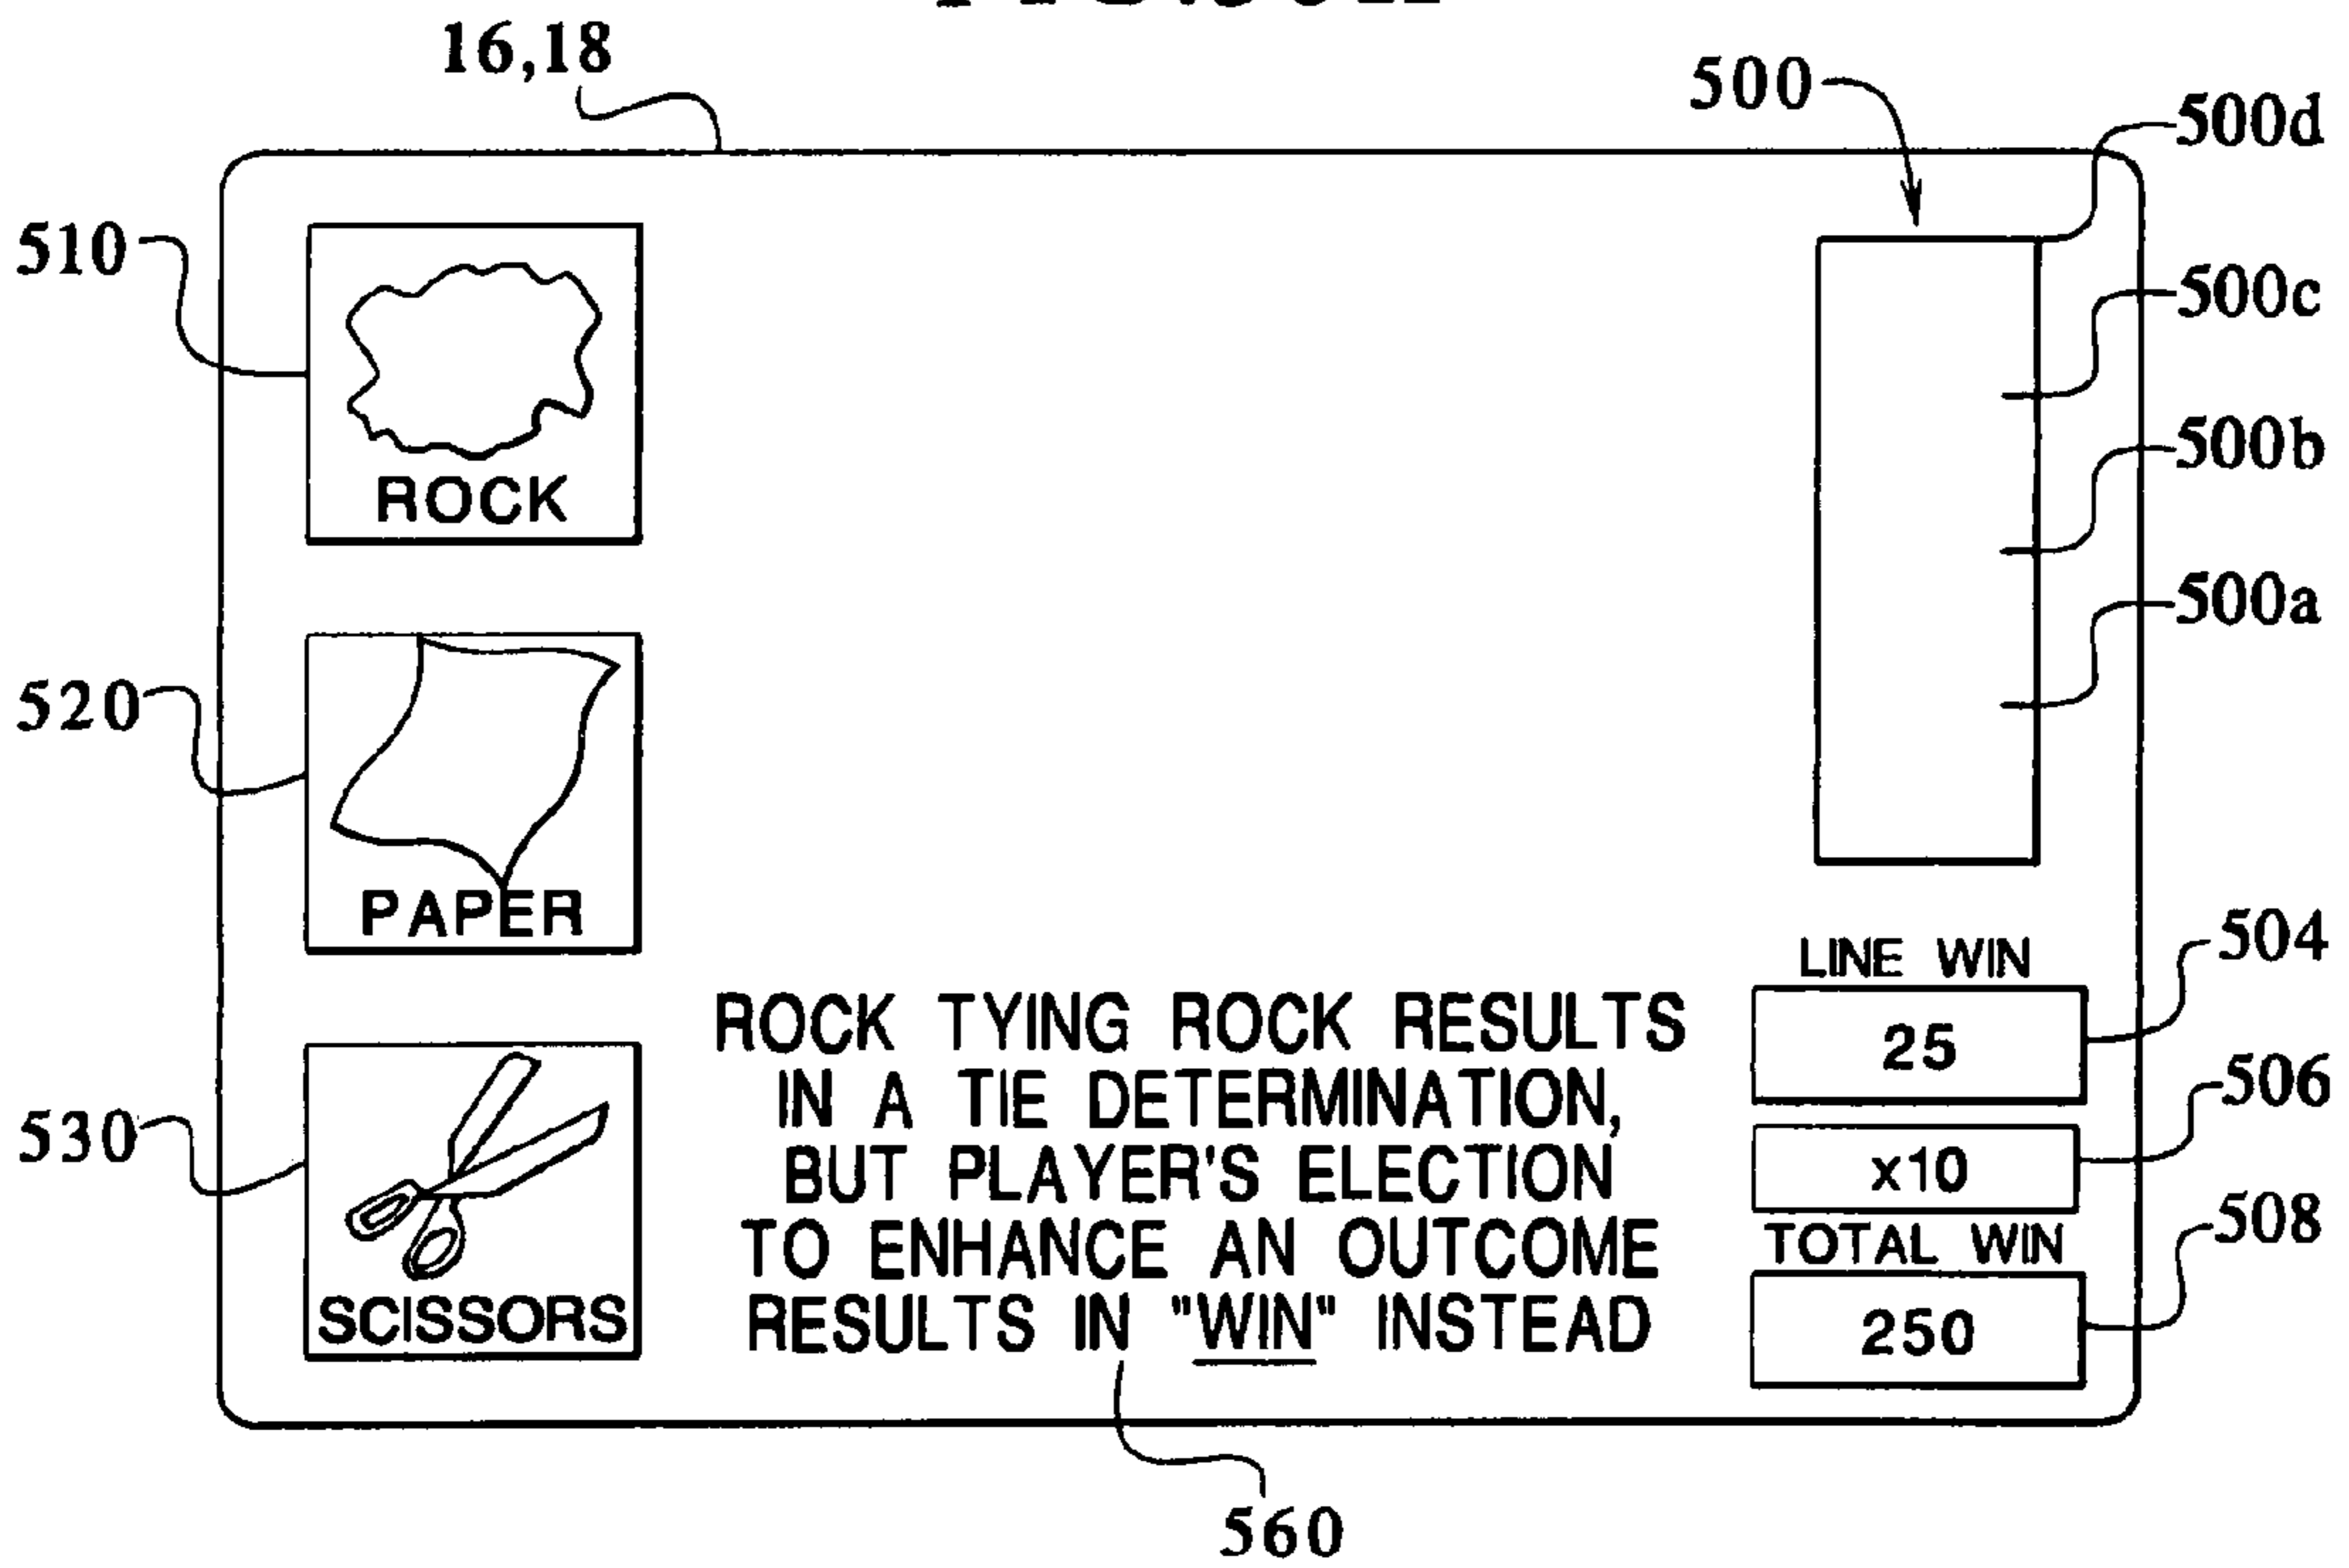 16,18
500
500d
510
500c
ROCK
500b
500a
520
PAPER
LINE WIN
504
25
530
ROCK TYING ROCK RESULTS
IN A TIE DETERMINATION,
BUT PLAYER'S ELECTION
TO ENHANCE AN OUTCOME
RESULTS IN "WIN" INSTEAD
506
x10
TOTAL WIN
508
250
SCISSORS
560